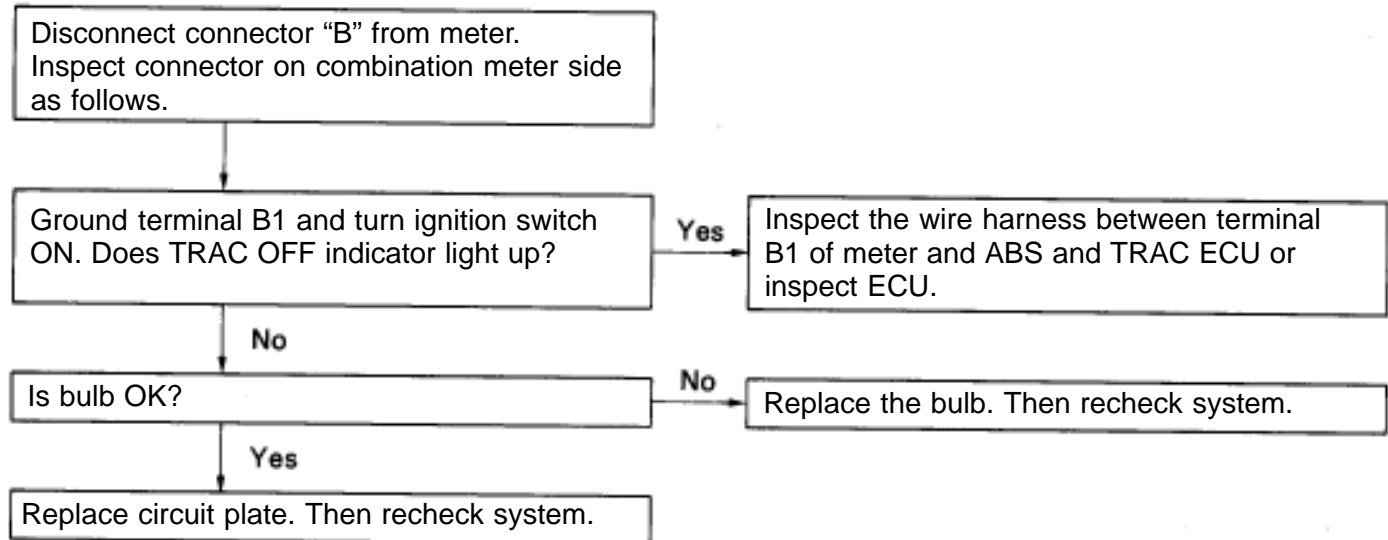 Disconnect connector “B” from meter.
Inspect connector on combination meter side
as follows.
Ground terminal B1 and turn ignition switch
ON. Does TRAC OFF indicator light up?
Yes
Inspect the wire harness between terminal
B1 of meter and ABS and TRAC ECU or
inspect ECU.
No
Is bulb OK?
No
Replace the bulb. Then recheck system.
Yes
Replace circuit plate. Then recheck system.